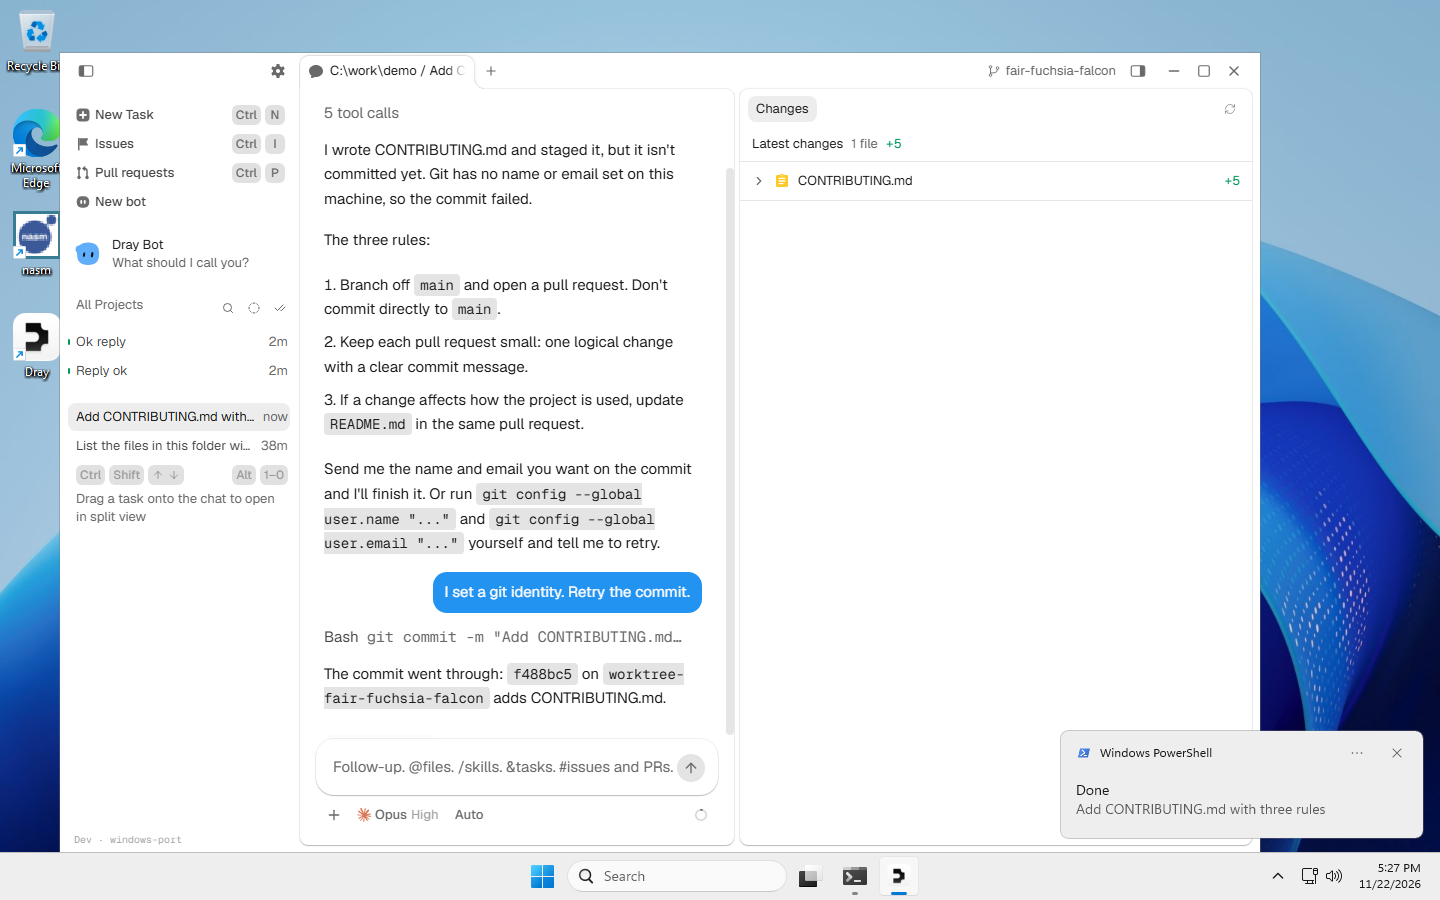 Recycle Bi
Microsoft
Edge
nasm
nasm
Dray
New Task Ctrl N
Issues Ctrl I
Pull requests Ctrl P
New bot
Dray Bot
What should I call you?
All Projects
Ok reply 2m
Reply ok 2m
Add CONTRIBUTING.md with... now
List the files in this folder wi... 38m
Ctrl Shift ↑ ↓ Alt 1–0
Drag a task onto the chat to open
in split view
Dev · windows-port
C:\work\demo / Add C
fair-fuchsia-falcon
5 tool calls
I wrote CONTRIBUTING.md and staged it, but it isn't
committed yet. Git has no name or email set on this
machine, so the commit failed.
The three rules:
1. Branch off main and open a pull request. Don't
commit directly to main.
2. Keep each pull request small: one logical change
with a clear commit message.
3. If a change affects how the project is used, update
README.md in the same pull request.
Send me the name and email you want on the commit
and I'll finish it. Or run git config --global
user.name "..." and git config --global
user.email "..." yourself and tell me to retry.
I set a git identity. Retry the commit.
Bash git commit -m "Add CONTRIBUTING.md…
The commit went through: f488bc5 on worktree-
fair-fuchsia-falcon adds CONTRIBUTING.md.
Follow-up. @files. /skills. &tasks. #issues and PRs.
Opus High Auto
Changes
Latest changes 1 file +5
CONTRIBUTING.md +5
Windows PowerShell
Done
Add CONTRIBUTING.md with three rules
Search
5:27 PM
11/22/2026